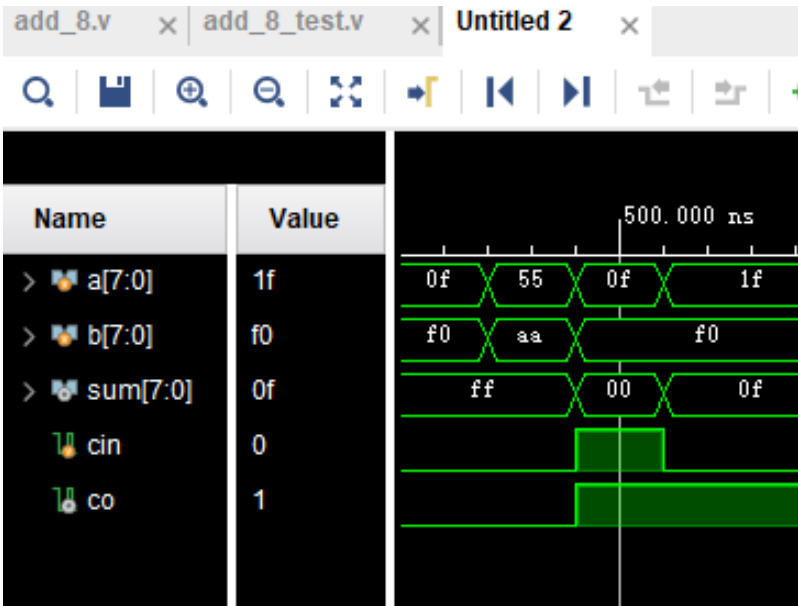 add_8.v × add_8_test.v × Untitled 2 ×
Name Value 500.000 ns
a[7:0] 1f 0f 55 0f 1f
b[7:0] f0 f0 aa f0
sum[7:0] 0f ff 00 0f
cin 0
co 1